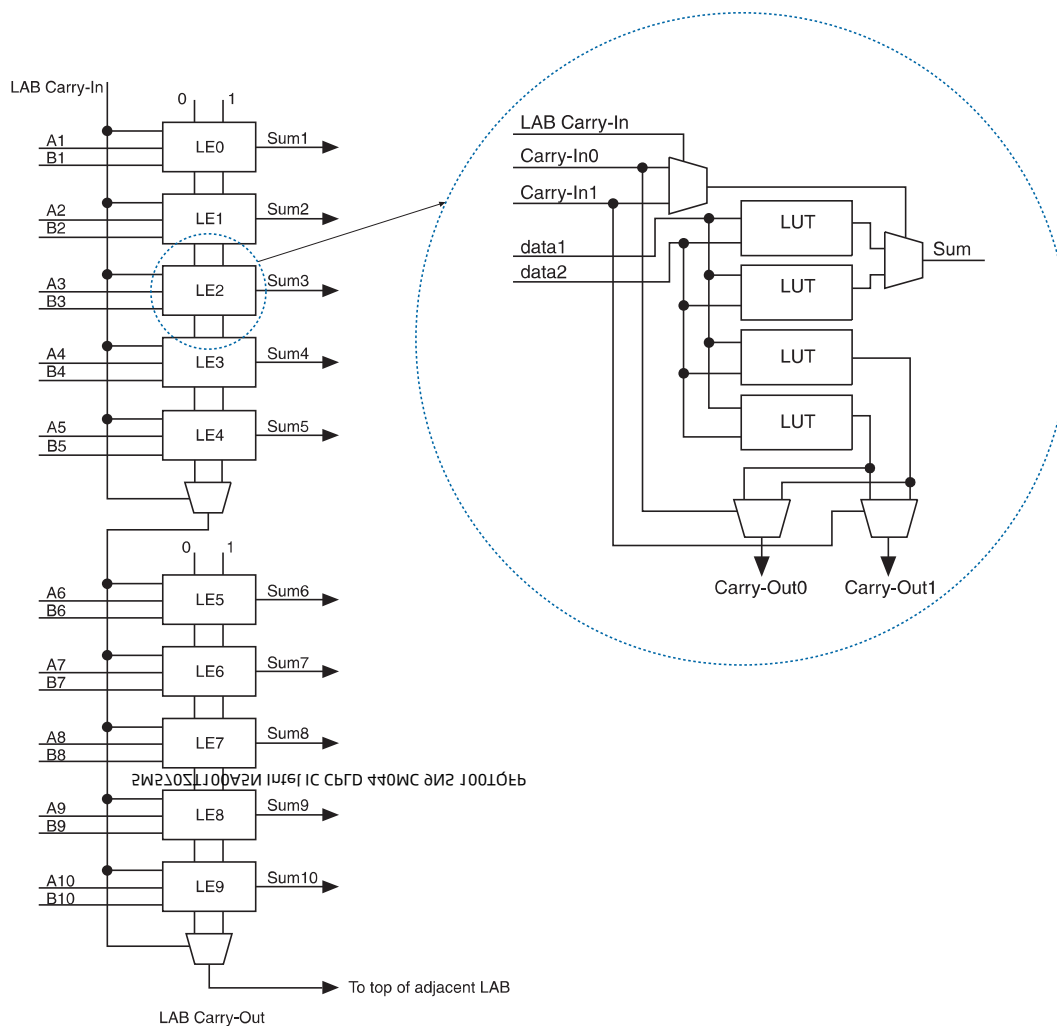 LAB Carry-In
0 1
A1
B1
LE0
Sum1
A2
B2
LE1
Sum2
A3
B3
LE2
Sum3
A4
B4
LE3
Sum4
A5
B5
LE4
Sum5
0 1
A6
B6
LE5
Sum6
A7
B7
LE6
Sum7
A8
B8
LE7
Sum8
5M570ZT100A5N Intel IC CPLD 440MC 9NS 100TQFP
A9
B9
LE8
Sum9
A10
B10
LE9
Sum10
To top of adjacent LAB
LAB Carry-Out
LAB Carry-In
Carry-In0
Carry-In1
data1
data2
LUT
LUT
LUT
LUT
Sum
Carry-Out0
Carry-Out1